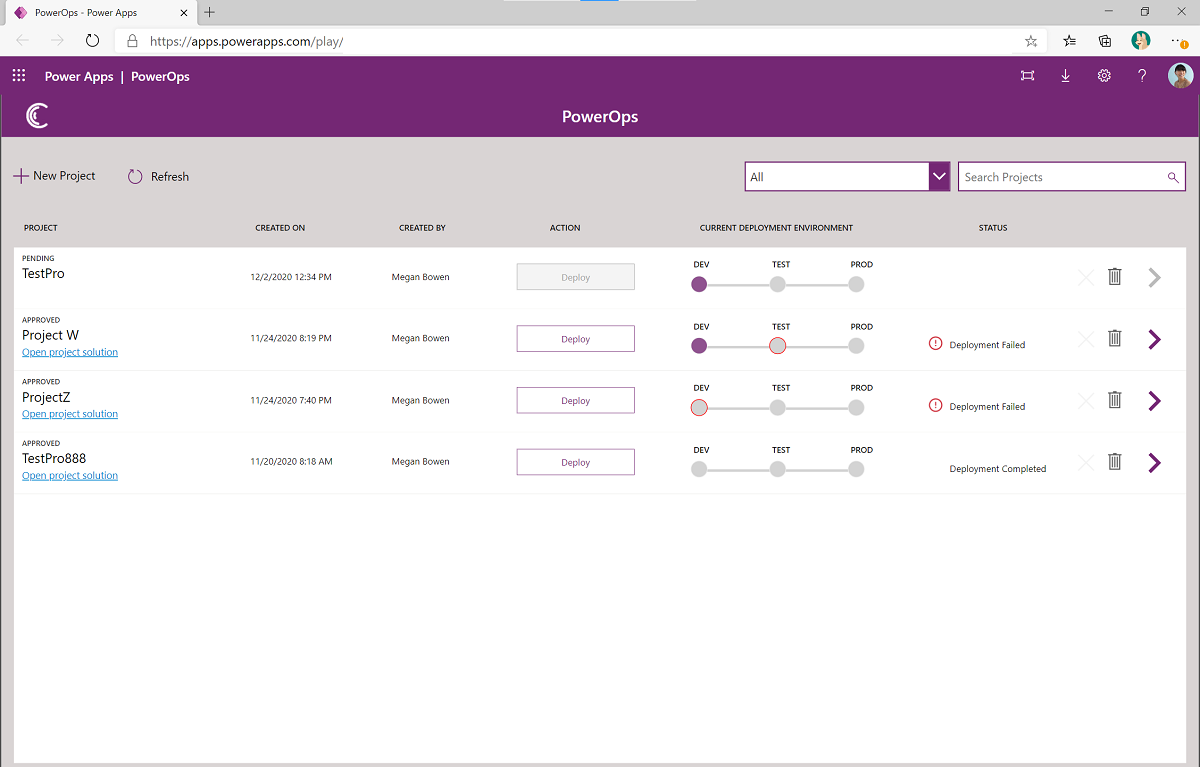 PowerOps - Power Apps
https://apps.powerapps.com/play/
Power Apps | PowerOps
PowerOps
New Project
Refresh
All
Search Projects
PROJECT CREATED ON CREATED BY ACTION CURRENT DEPLOYMENT ENVIRONMENT STATUS
PENDING
TestPro
12/2/2020 12:34 PM
Megan Bowen
Deploy
DEV TEST PROD
APPROVED
Project W
Open project solution
11/24/2020 8:19 PM
Megan Bowen
Deploy
DEV TEST PROD
Deployment Failed
APPROVED
ProjectZ
Open project solution
11/24/2020 7:40 PM
Megan Bowen
Deploy
DEV TEST PROD
Deployment Failed
APPROVED
TestPro888
Open project solution
11/20/2020 8:18 AM
Megan Bowen
Deploy
DEV TEST PROD
Deployment Completed